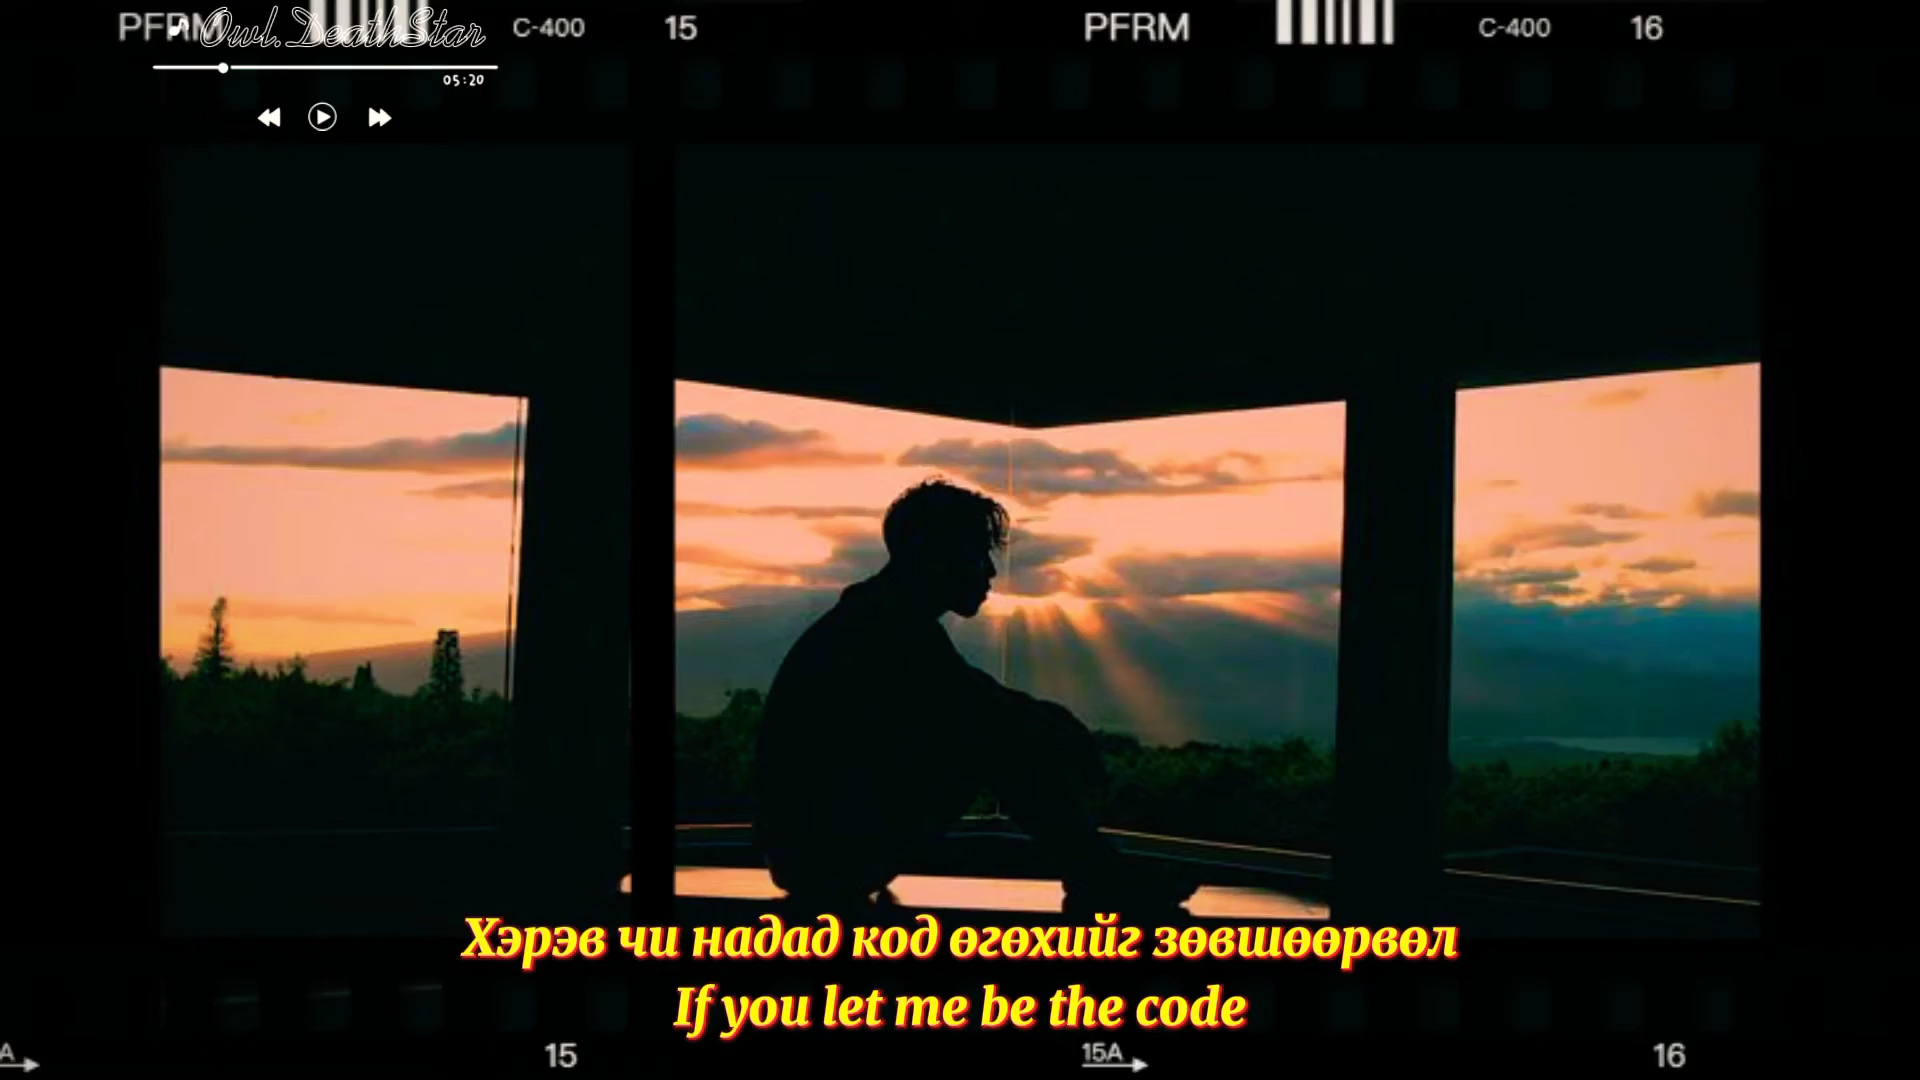 PFRM
Owl.DeathStar
C-400
15
PFRM
C-400
16
05:20
Хэрэв чи надад код өгөхийг зөвшөөрвөл
If you let me be the code
A
15
15A
16